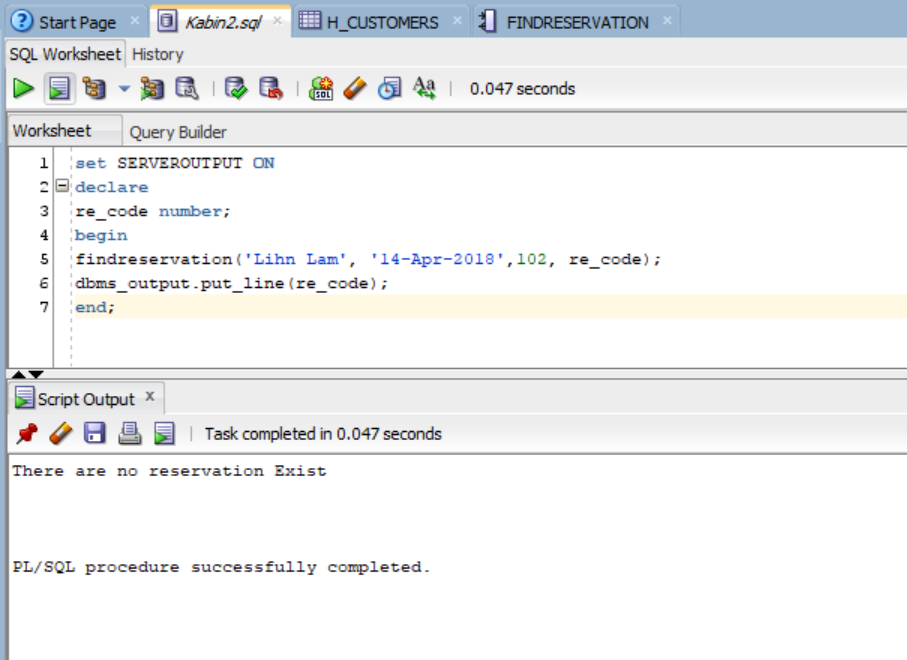 Start Page Kabin2.sql H_CUSTOMERS FINDRESERVATION
SQL Worksheet History
0.047 seconds
Worksheet Query Builder
1 set SERVEROUTPUT ON
2 declare
3 re_code number;
4 begin
5 findreservation('Lihn Lam', '14-Apr-2018',102, re_code);
6 dbms_output.put_line(re_code);
7 end;
Script Output x
Task completed in 0.047 seconds
There are no reservation Exist
PL/SQL procedure successfully completed.